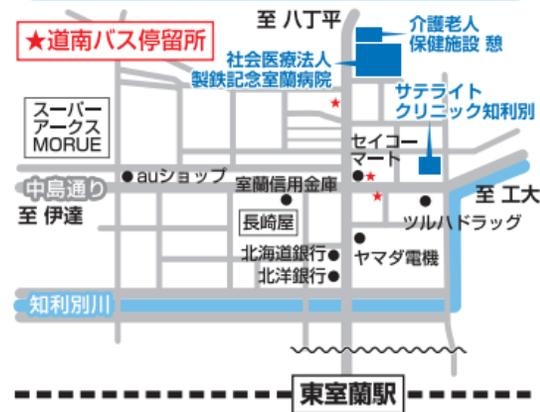 至 八丁平
★道南バス停留所
介護老人
保健施設 憩
社会医療法人
製鉄記念室蘭病院
サテライト
クリニック知利別
スーパー
アークス
MORUE
セイコー
マート
auショップ
室蘭信用金庫
中島通り
至 工大
至 伊達
長崎屋
ツルハドラッグ
北海道銀行
ヤマダ電機
北洋銀行
知利別川
東室蘭駅